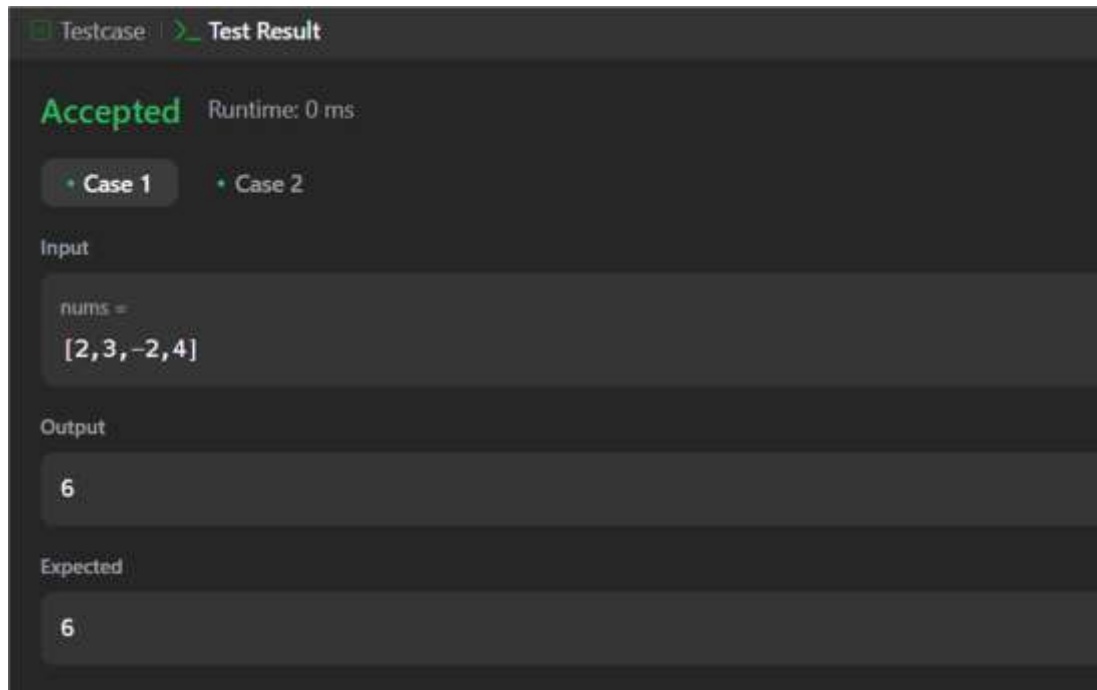 Testcase | >_ Test Result
Accepted Runtime: 0 ms
• Case 1 • Case 2
Input
nums =
[2,3,-2,4]
Output
6
Expected
6